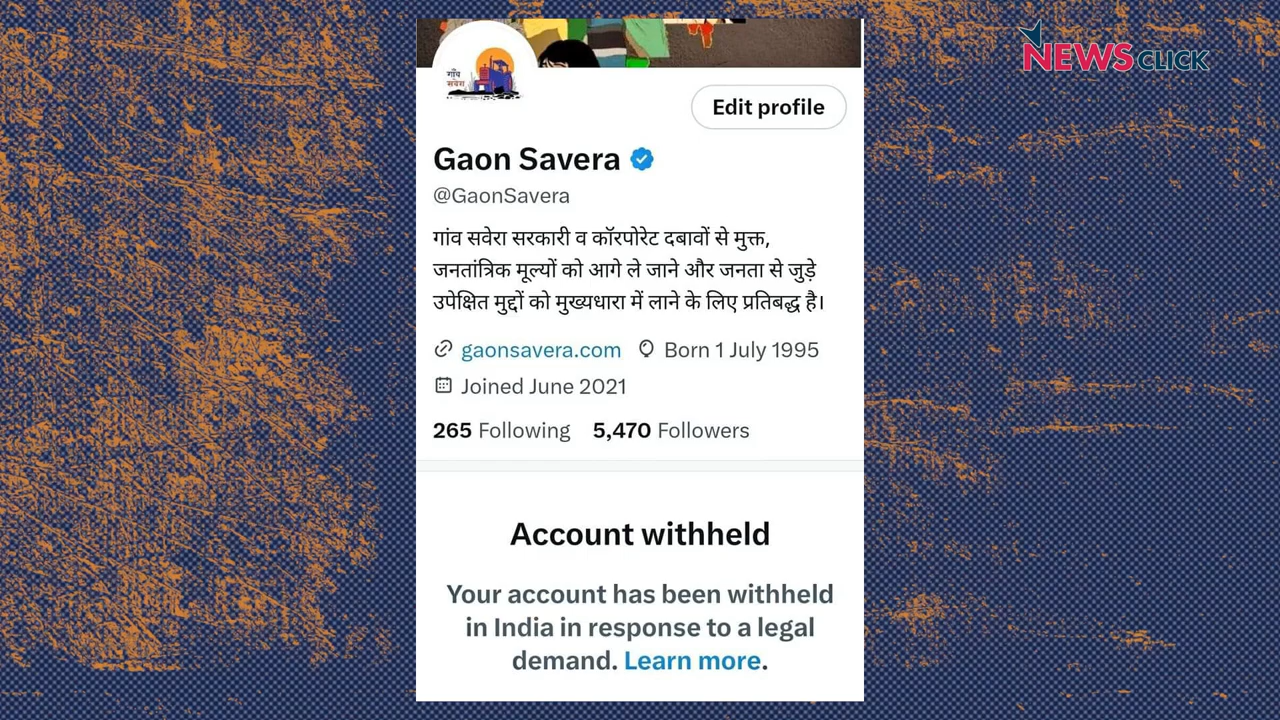 NEWSCLICK
गाँव
सवेरा
Edit profile
Gaon Savera
@GaonSavera
गांव सवेरा सरकारी व कॉरपोरेट दबावों से मुक्त,
जनतांत्रिक मूल्यों को आगे ले जाने और जनता से जुड़े
उपेक्षित मुद्दों को मुख्यधारा में लाने के लिए प्रतिबद्ध है।
gaonsavera.com Born 1 July 1995
Joined June 2021
265 Following 5,470 Followers
Account withheld
Your account has been withheld
in India in response to a legal
demand. Learn more.